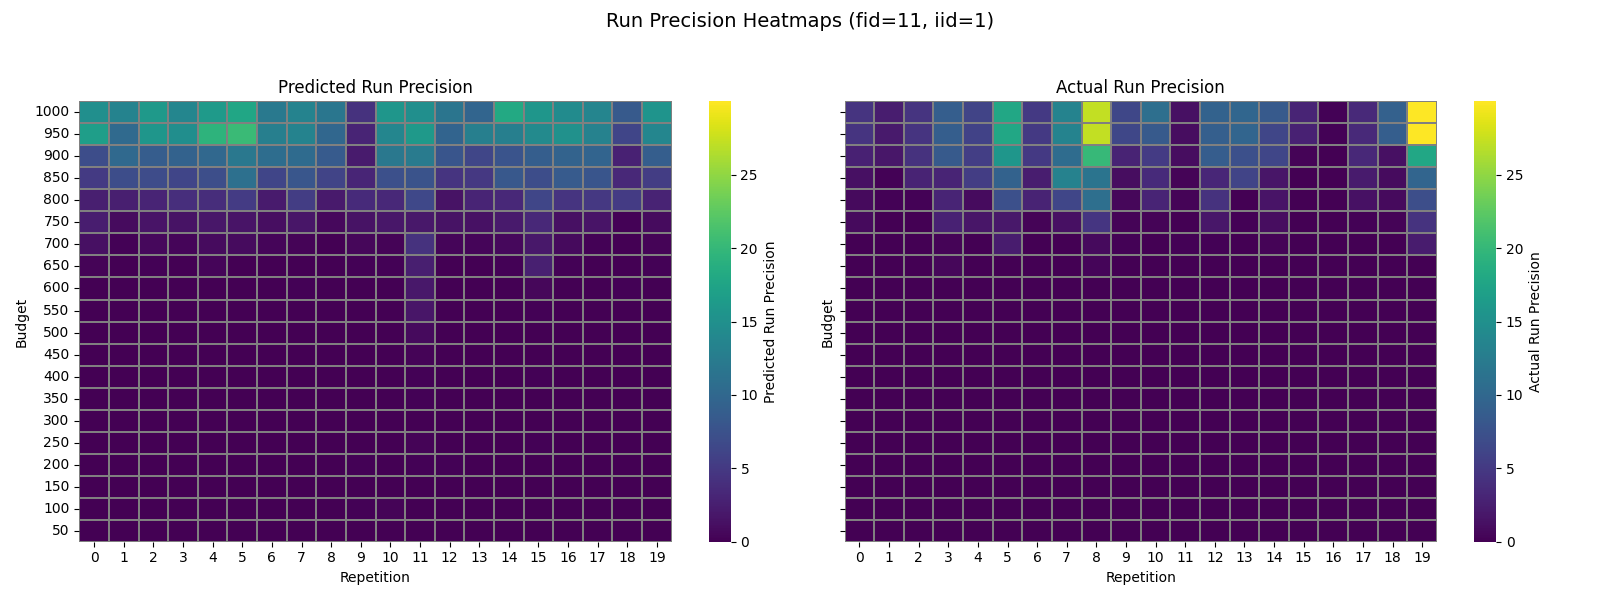 Run Precision Heatmaps (fid=11, iid=1)
Predicted Run Precision
1000
950
900
850
800
750
700
650
600
550
500
450
400
350
300
250
200
150
100
50
Budget
0 1 2 3 4 5 6 7 8 9 10 11 12 13 14 15 16 17 18 19
Repetition
25
20
15
10
5
0
Predicted Run Precision
Actual Run Precision
Budget
0 1 2 3 4 5 6 7 8 9 10 11 12 13 14 15 16 17 18 19
Repetition
25
20
15
10
5
0
Actual Run Precision